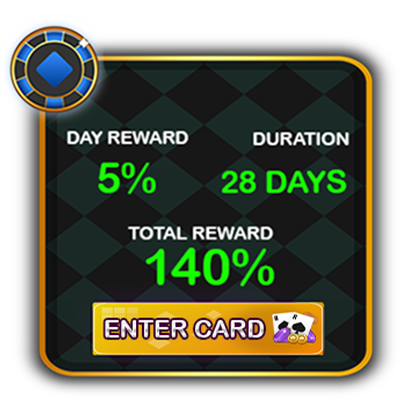 DAY REWARD
DURATION
5%
28 DAYS
TOTAL REWARD
140%
ENTER CARD